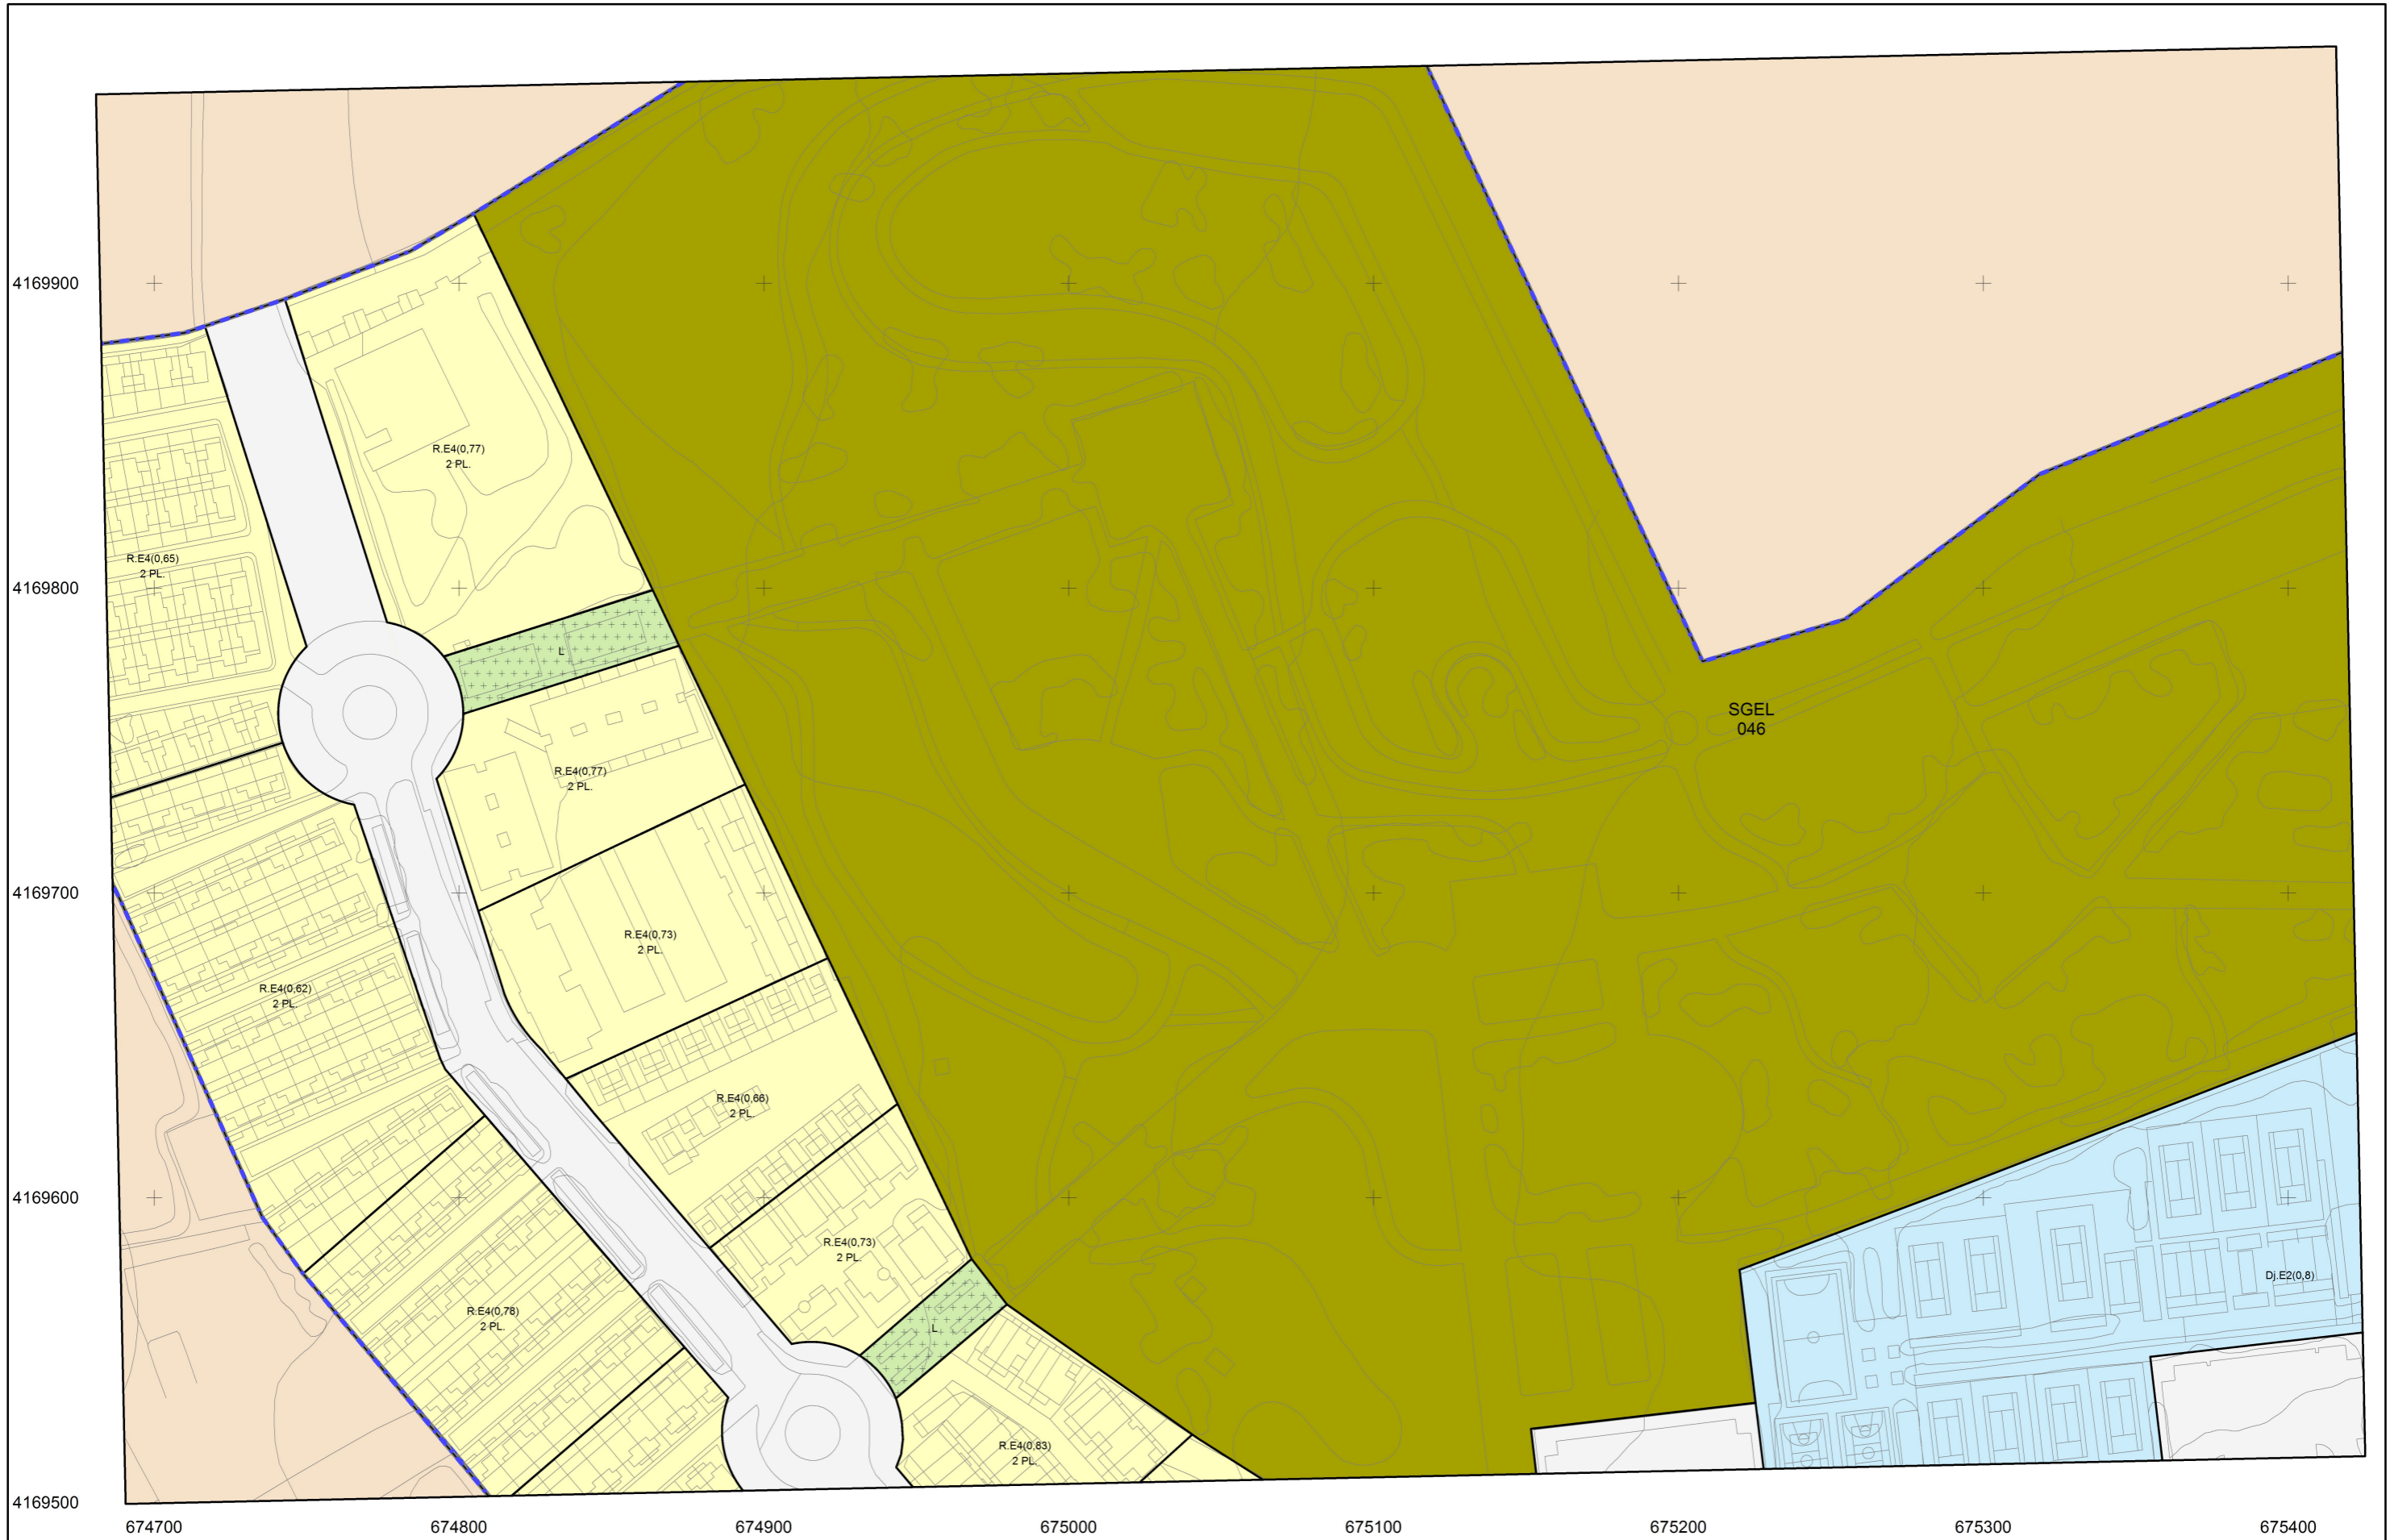 4169900
R.E4(0,77)
2 PL.
R.E4(0,65)
2 PL.
4169800
L
SGEL
046
R.E4(0,77)
2 PL.
4169700
R.E4(0,73)
2 PL.
R.E4(0,62)
2 PL.
R.E4(0,66)
2 PL.
4169600
R.E4(0,73)
2 PL.
Dj.E2(0,8)
R.E4(0,78)
2 PL.
L
R.E4(0,83)
2 PL.
4169500
674700
674800
674900
675000
675100
675200
675300
675400